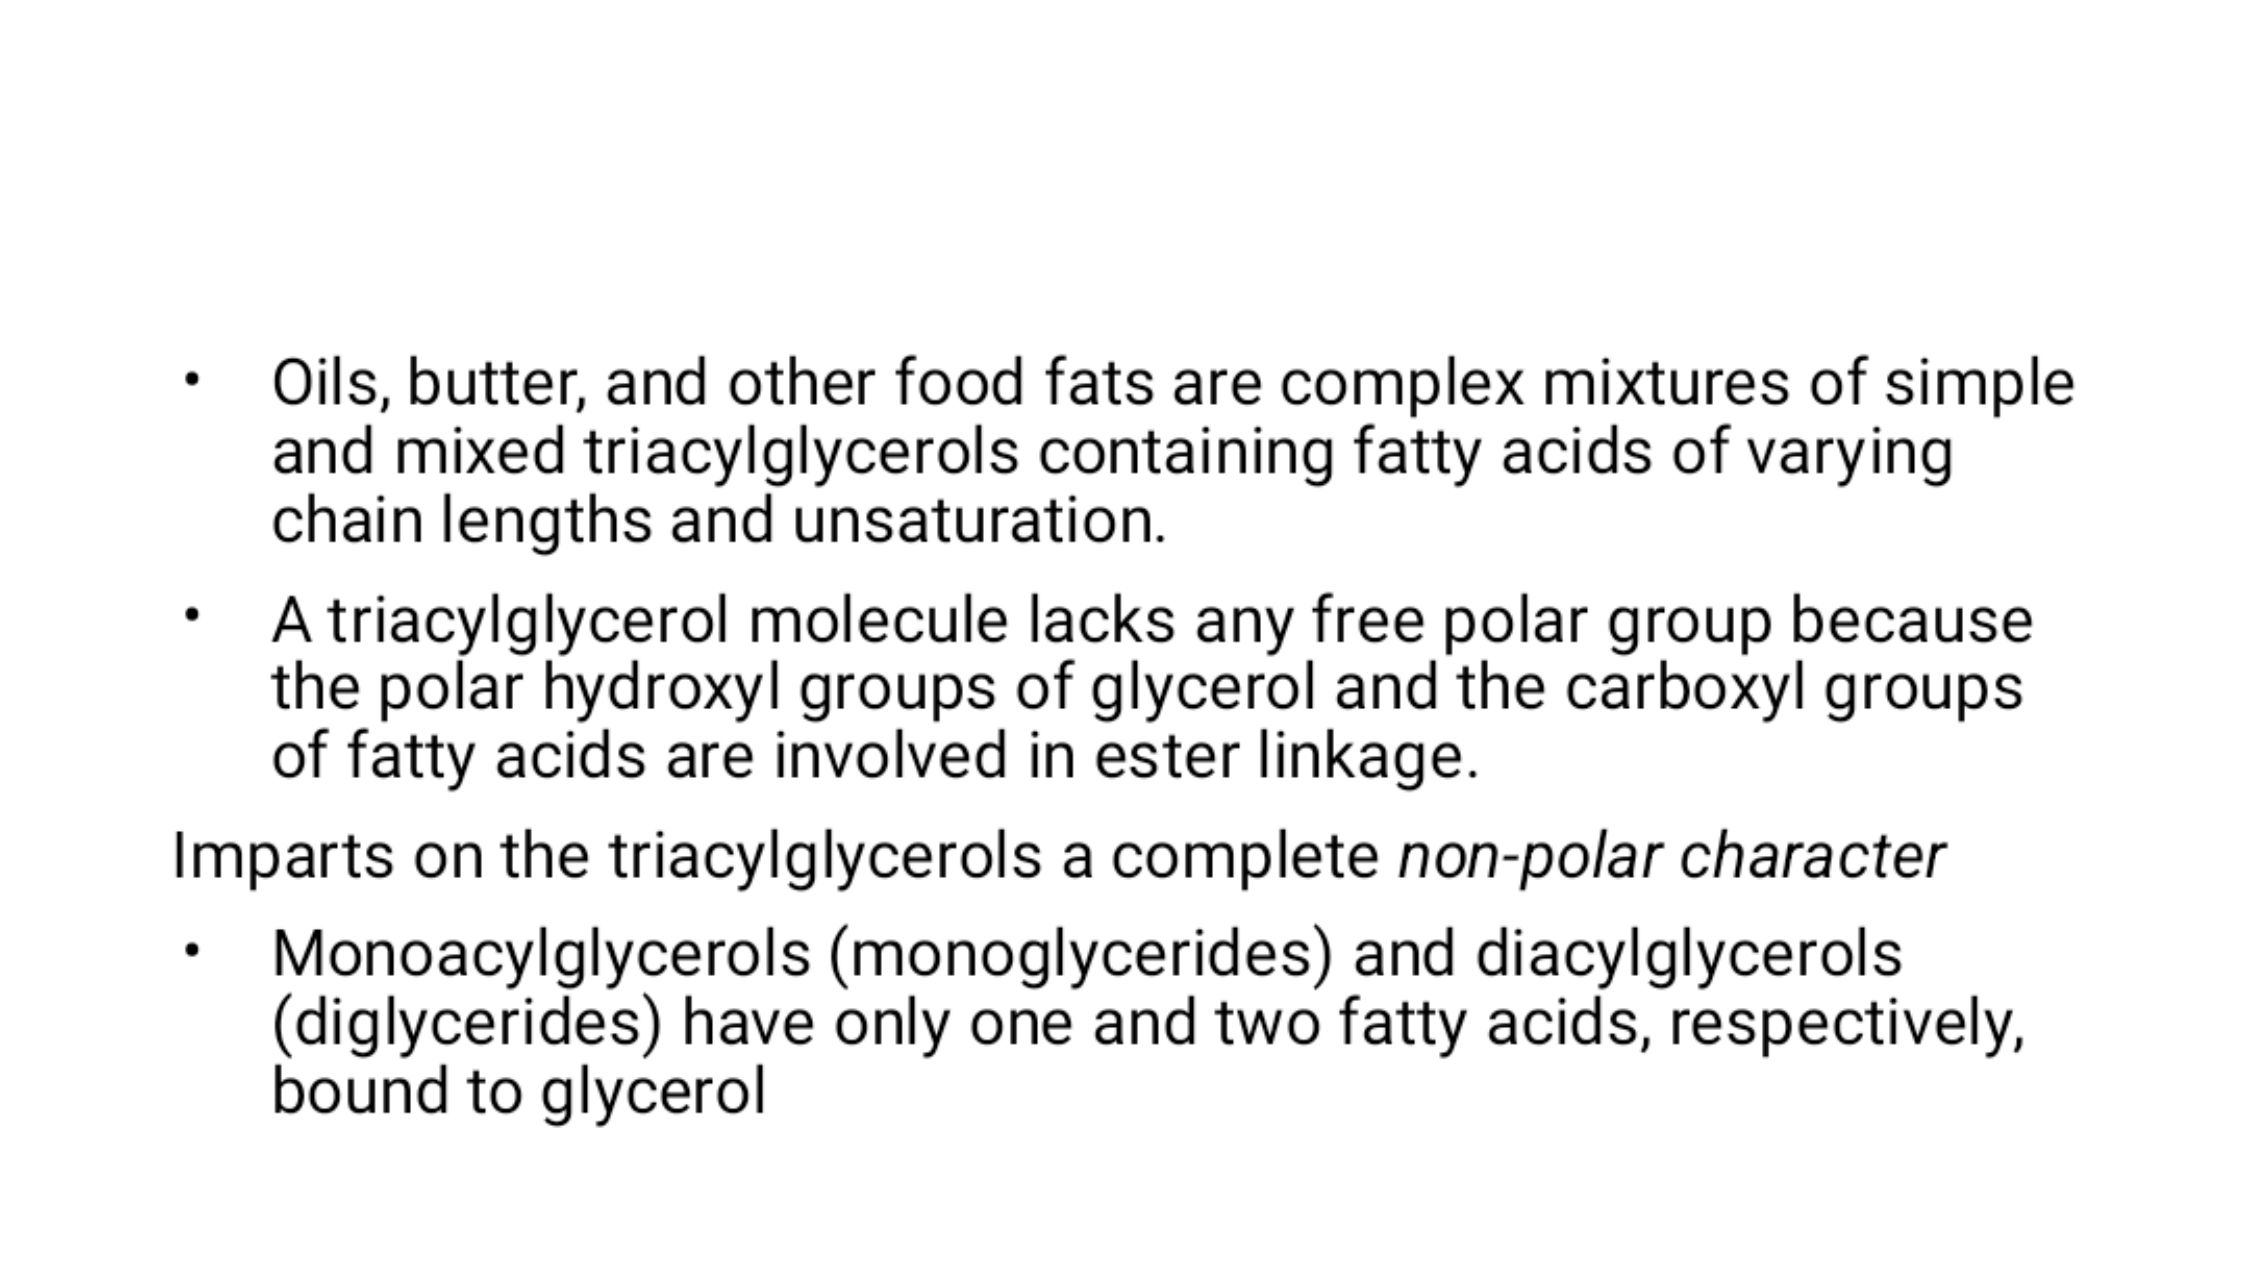 • Oils, butter, and other food fats are complex mixtures of simple
and mixed triacylglycerols containing fatty acids of varying
chain lengths and unsaturation.
• A triacylglycerol molecule lacks any free polar group because
the polar hydroxyl groups of glycerol and the carboxyl groups
of fatty acids are involved in ester linkage.
Imparts on the triacylglycerols a complete non-polar character
• Monoacylglycerols (monoglycerides) and diacylglycerols
(diglycerides) have only one and two fatty acids, respectively,
bound to glycerol